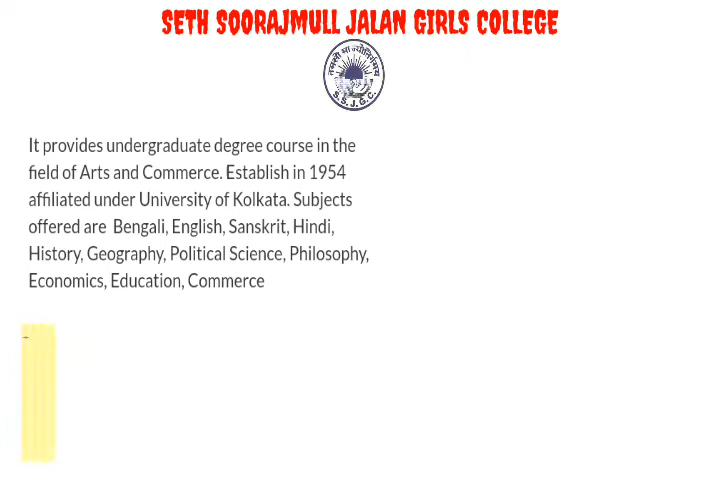 SETH SOORAJMULL JALAN GIRLS COLLEGE
तमसो मा ज्योतिर्गमय
S.S.J.G.C.
It provides undergraduate degree course in the
field of Arts and Commerce. Establish in 1954
affiliated under University of Kolkata. Subjects
offered are Bengali, English, Sanskrit, Hindi,
History, Geography, Political Science, Philosophy,
Economics, Education, Commerce